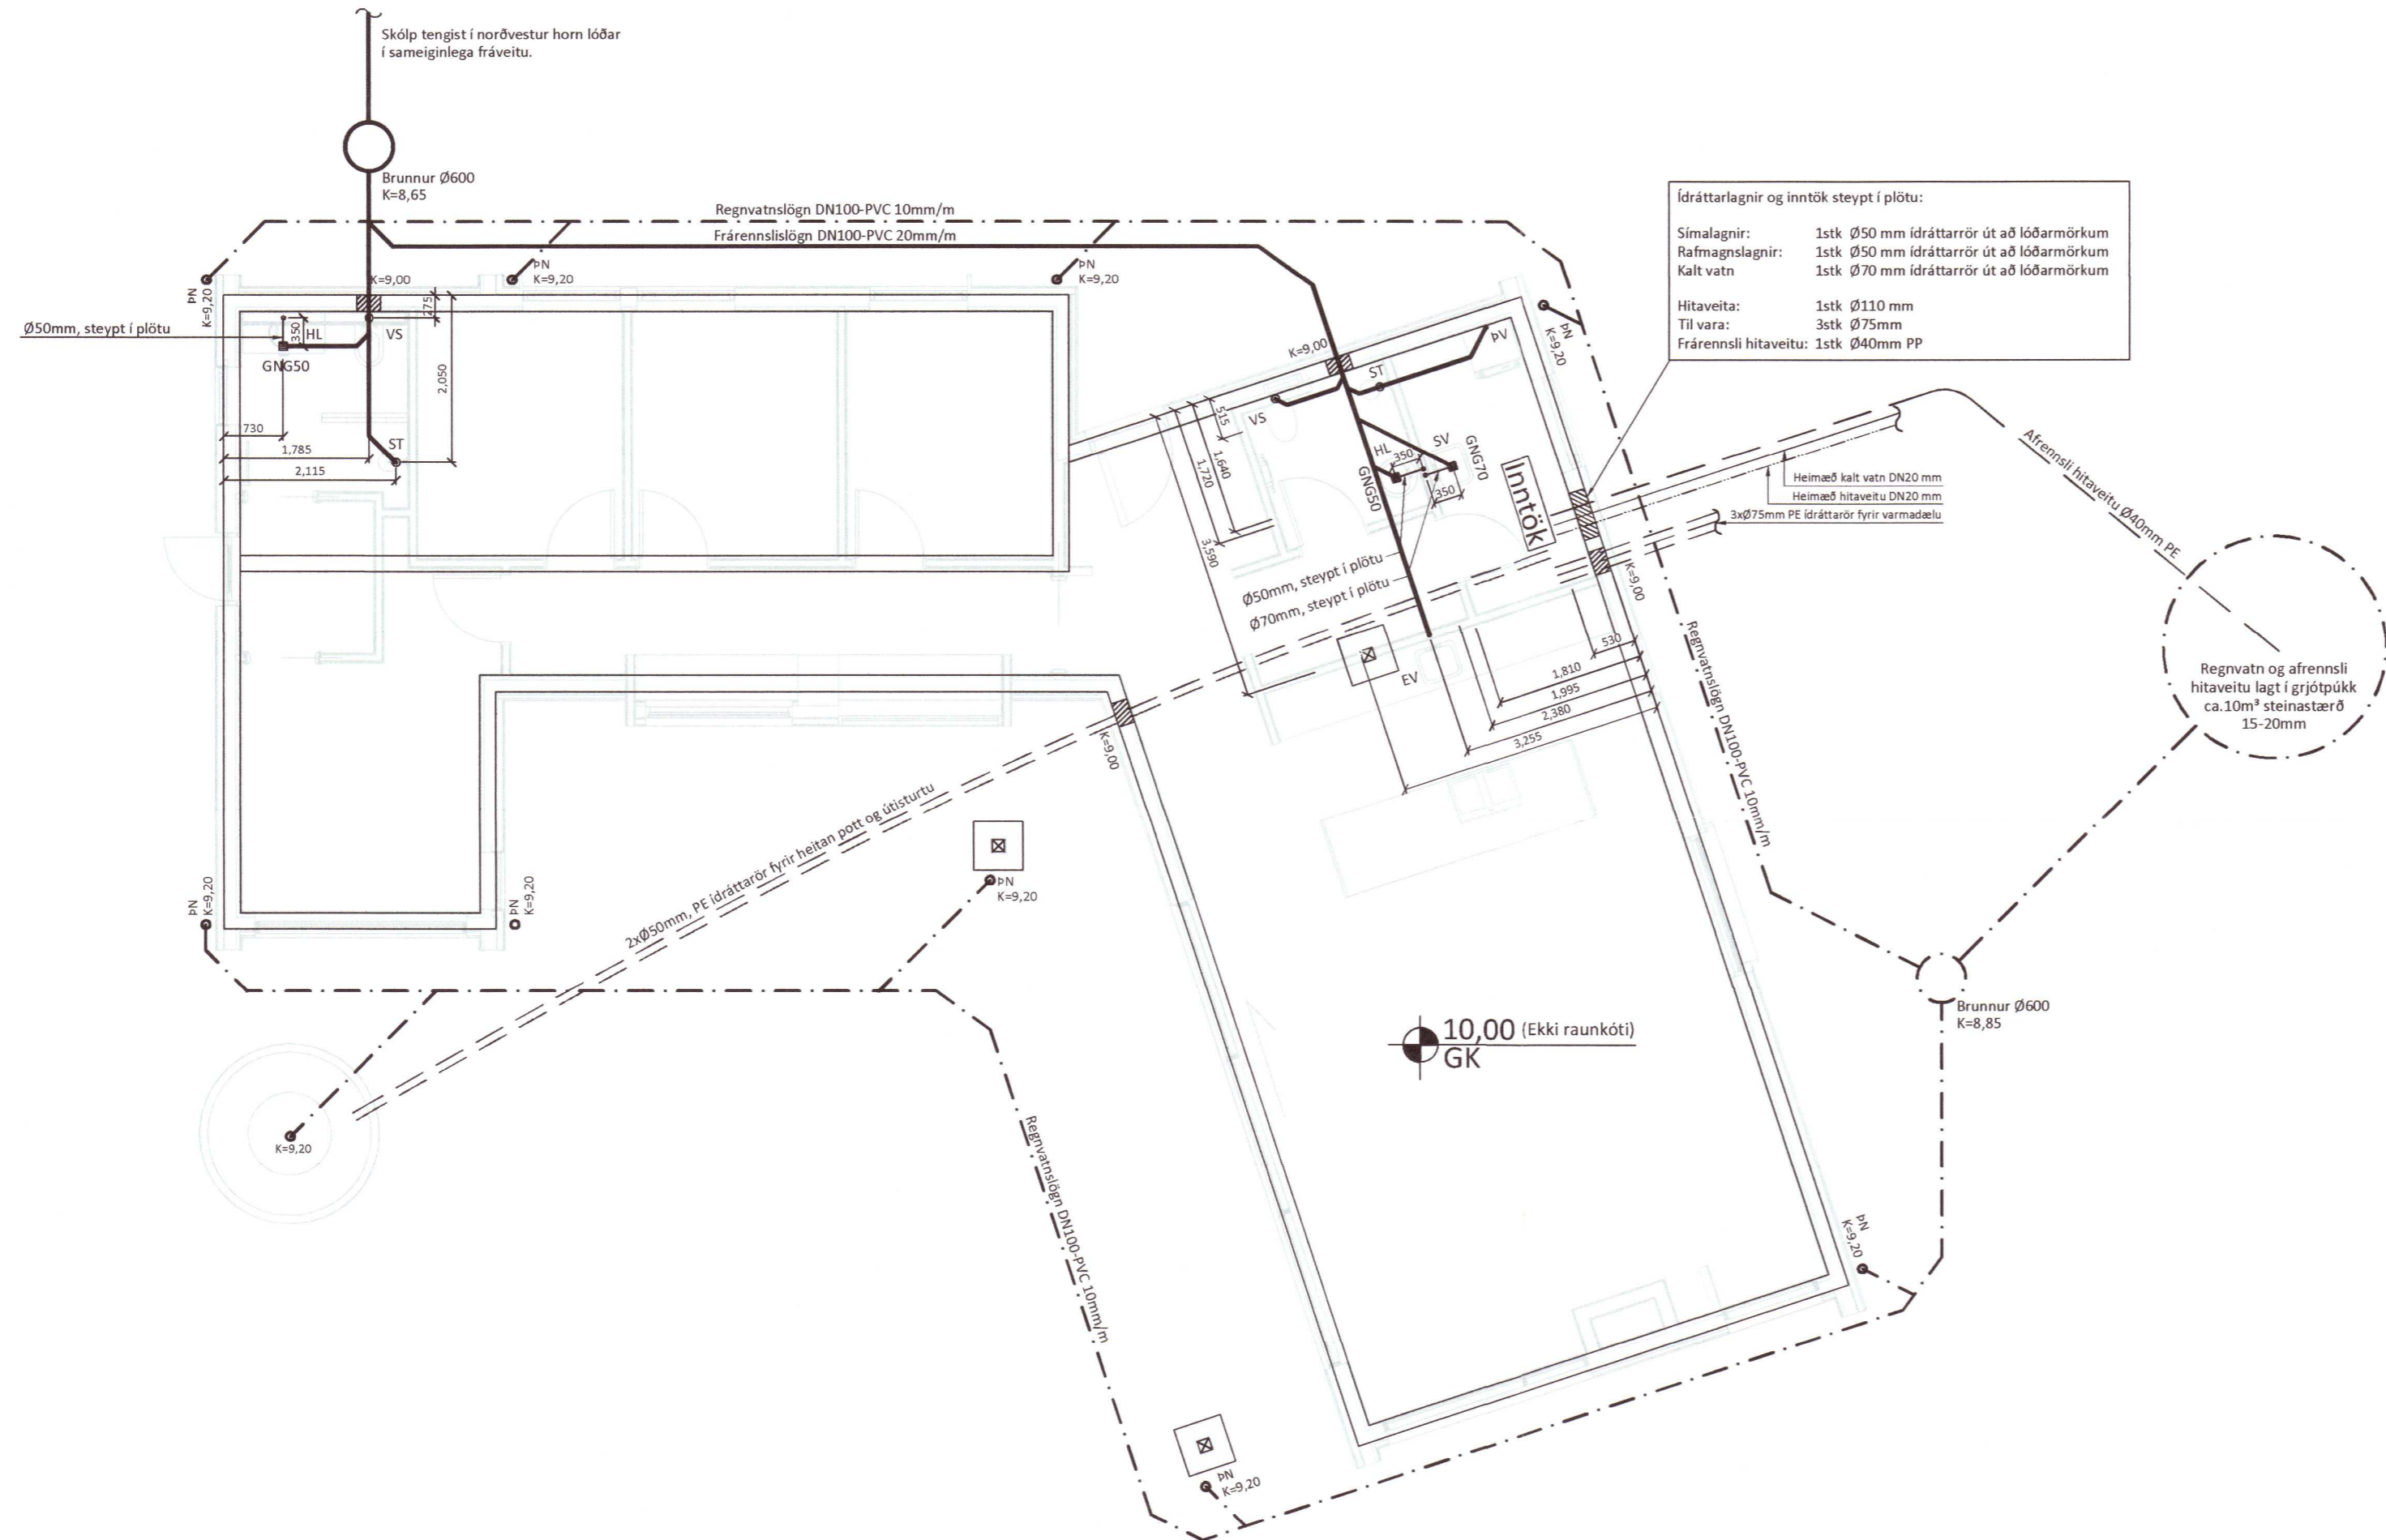 Skólp tengist í norðvestur horn lóðar
í sameiginlega fráveitu.
Brunnur Ø600
K=8,65
Regnvatnslögn DN100-PVC 10mm/m
Frárennslislögn DN100-PVC 20mm/m
Ídráttarlagnir og inntök steypt í plötu:
Símalagnir: 1stk Ø50 mm ídráttarrör út að lóðarmörkum
Rafmagnslagnir: 1stk Ø50 mm ídráttarrör út að lóðarmörkum
Kalt vatn 1stk Ø70 mm ídráttarrör út að lóðarmörkum
Hitaveita: 1stk Ø110 mm
Til vara: 3stk Ø75mm
Frárennsli hitaveitu: 1stk Ø40mm PP
ÞN
K=9,20
K=9,00
ÞN
K=9,20
ÞN
K=9,20
ÞN
K=9,20
Ø50mm, steypt í plötu
350
HL
275
VS
GNG50
2,050
730
1,785
ST
2,115
K=9,00
ÞV
ST
VS
515
1,640
1,720
3,590
HL
350
SV
GNG70
GNG50
350
Inntök
Ø50mm, steypt í plötu
Ø70mm, steypt í plötu
Heimæð kalt vatn DN20 mm
Heimæð hitaveitu DN20 mm
3xØ75mm PE ídráttarör fyrir varmadælu
Afrennsli hitaveitu Ø40mm PE
K=9,00
530
1,810
1,995
2,380
3,255
EV
K=9,00
Regnvatnslögn DN100-PVC 10mm/m
Regnvatn og afrennsli
hitaveitu lagt í grjótpúkk
ca.10m³ steinastærð
15-20mm
2xØ50mm, PE ídráttarör fyrir heitan pott og útisturtu
ÞN
K=9,20
ÞN
K=9,20
ÞN
K=9,20
Brunnur Ø600
K=8,85
10,00 (Ekki raunkóti)
GK
K=9,20
Regnvatnslögn DN100-PVC 10mm/m
ÞN
K=9,20
ÞN
K=9,20